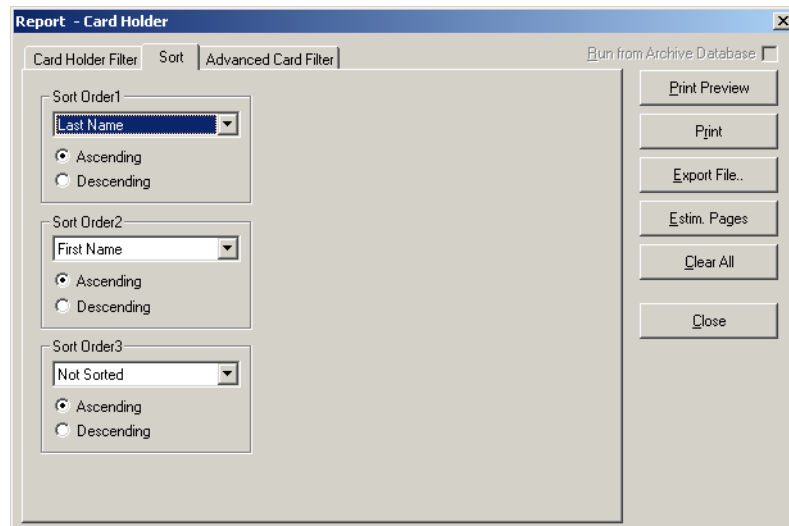 Report - Card Holder
Card Holder Filter
Sort
Advanced Card Filter
Run from Archive Database
Sort Order1
Last Name
Ascending
Descending
Sort Order2
First Name
Ascending
Descending
Sort Order3
Not Sorted
Ascending
Descending
Print Preview
Print
Export File..
Estim. Pages
Clear All
Close